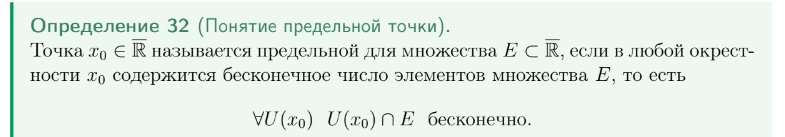 Определение 32 (Понятие предельной точки).
Точка x₀ ∈ ℝ̅ называется предельной для множества E ⊂ ℝ̅, если в любой окрест-
ности x₀ содержится бесконечное число элементов множества E, то есть
∀U(x₀) U(x₀) ∩ E бесконечно.